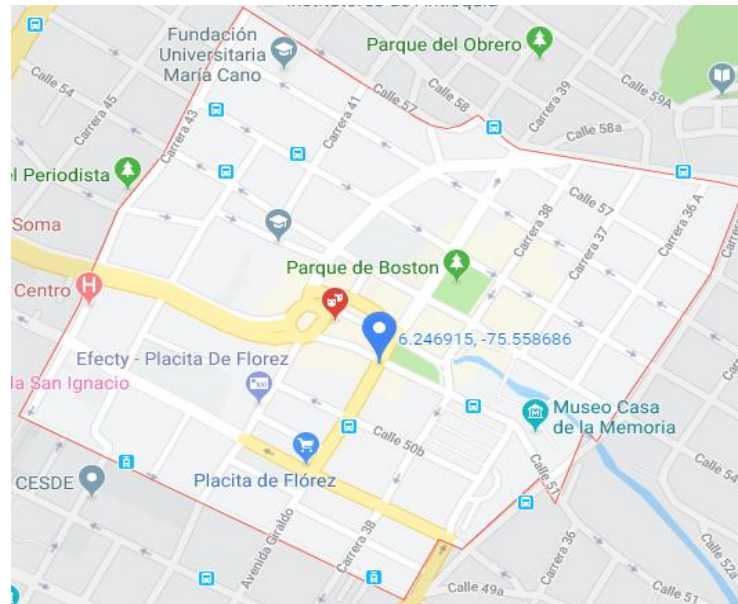 Fundación
Universitaria
María Cano
Parque del Obrero
Calle 54
Carrera 45
Carrera 43
Carrera 41
Calle 57
Calle 58
Carrera 39
Calle 59A
Calle 58a
el Periodista
Soma
Carrera 38
Calle 57
Carrera 37
Carrera 36 A
Parque de Boston
Centro
H
6.246915, -75.558686
Efecty - Placita De Florez
la San Ignacio
Museo Casa
de la Memoria
Calle 50b
CESDE
Placita de Flórez
Calle 51
Calle 54
Avenida Giraldo
Carrera 38
Carrera 36
Calle 52a
Calle 49a
Calle 51